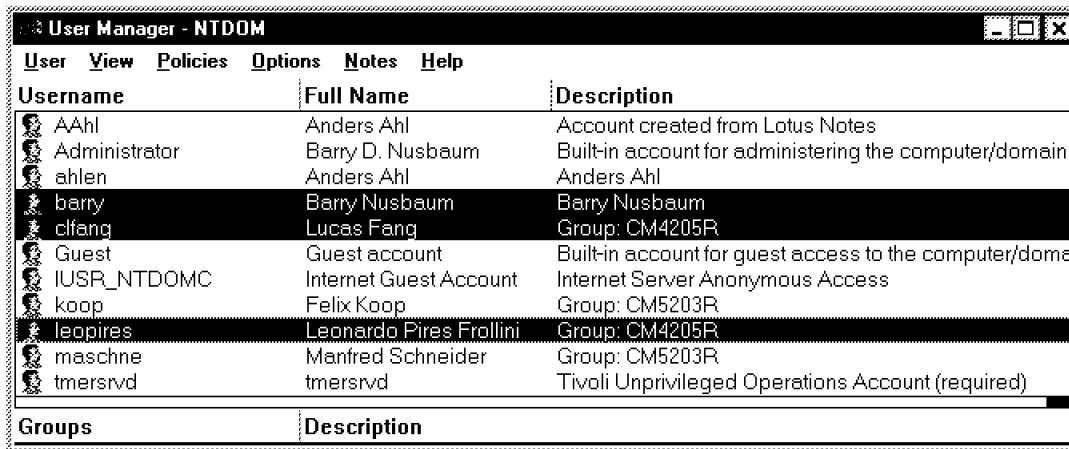 User Manager - NTDOM
User View Policies Options Notes Help
Username Full Name Description
AAhl Anders Ahl Account created from Lotus Notes
Administrator Barry D. Nusbaum Built-in account for administering the computer/domain
ahlen Anders Ahl Anders Ahl
barry Barry Nusbaum Barry Nusbaum
clfang Lucas Fang Group: CM4205R
Guest Guest account Built-in account for guest access to the computer/doma
IUSR_NTDOMC Internet Guest Account Internet Server Anonymous Access
koop Felix Koop Group: CM5203R
leopires Leonardo Pires Frollini Group: CM4205R
maschne Manfred Schneider Group: CM5203R
tmersrvd tmersrvd Tivoli Unprivileged Operations Account (required)
Groups Description